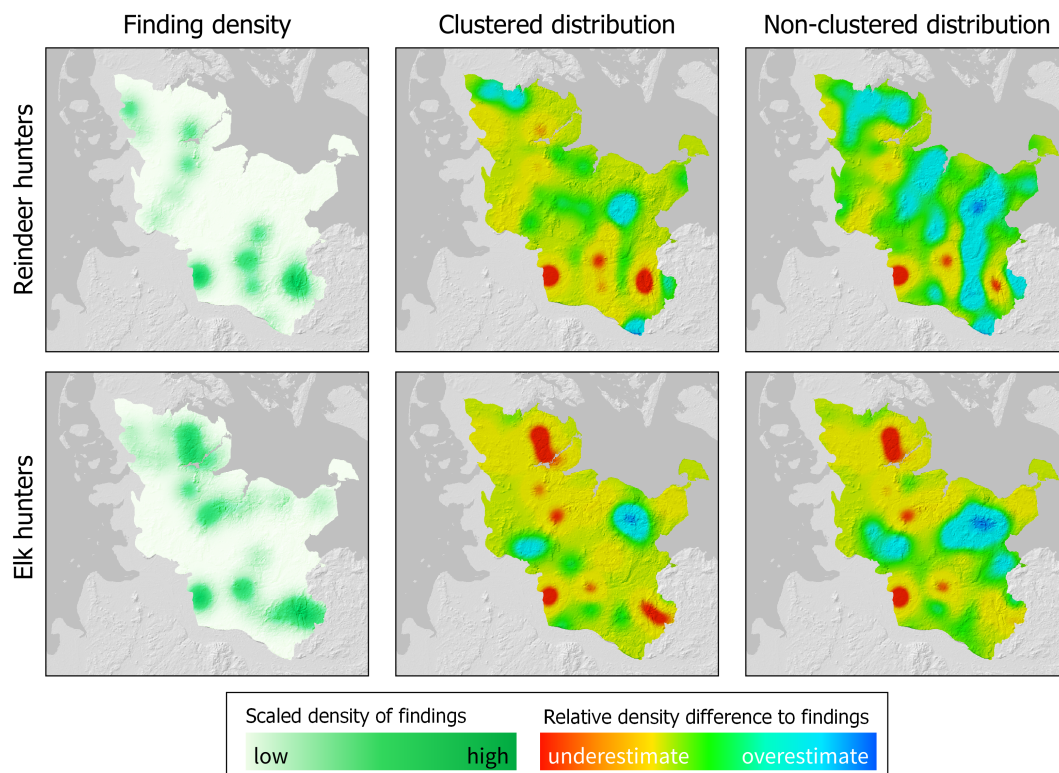 Finding density
Clustered distribution
Non-clustered distribution
Reindeer hunters
Elk hunters
Scaled density of findings
low
high
Relative density difference to findings
underestimate
overestimate